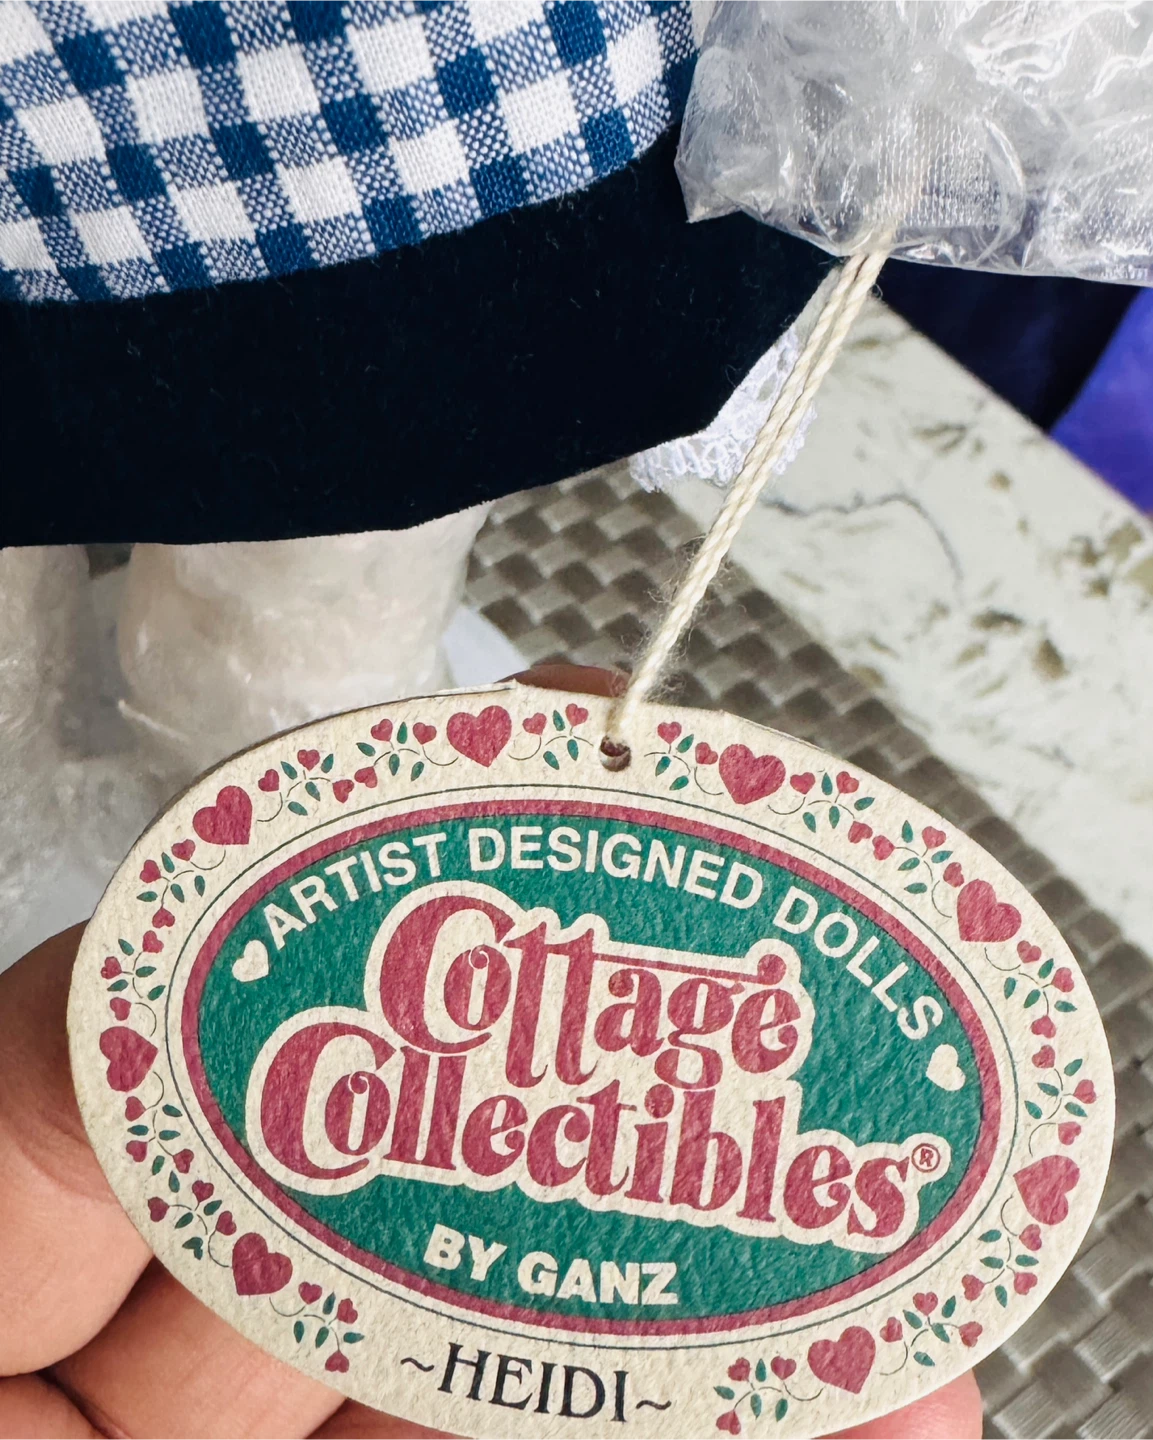 ARTIST DESIGNED DOLLS
Cottage
Collectibles®
BY GANZ
~HEIDI~